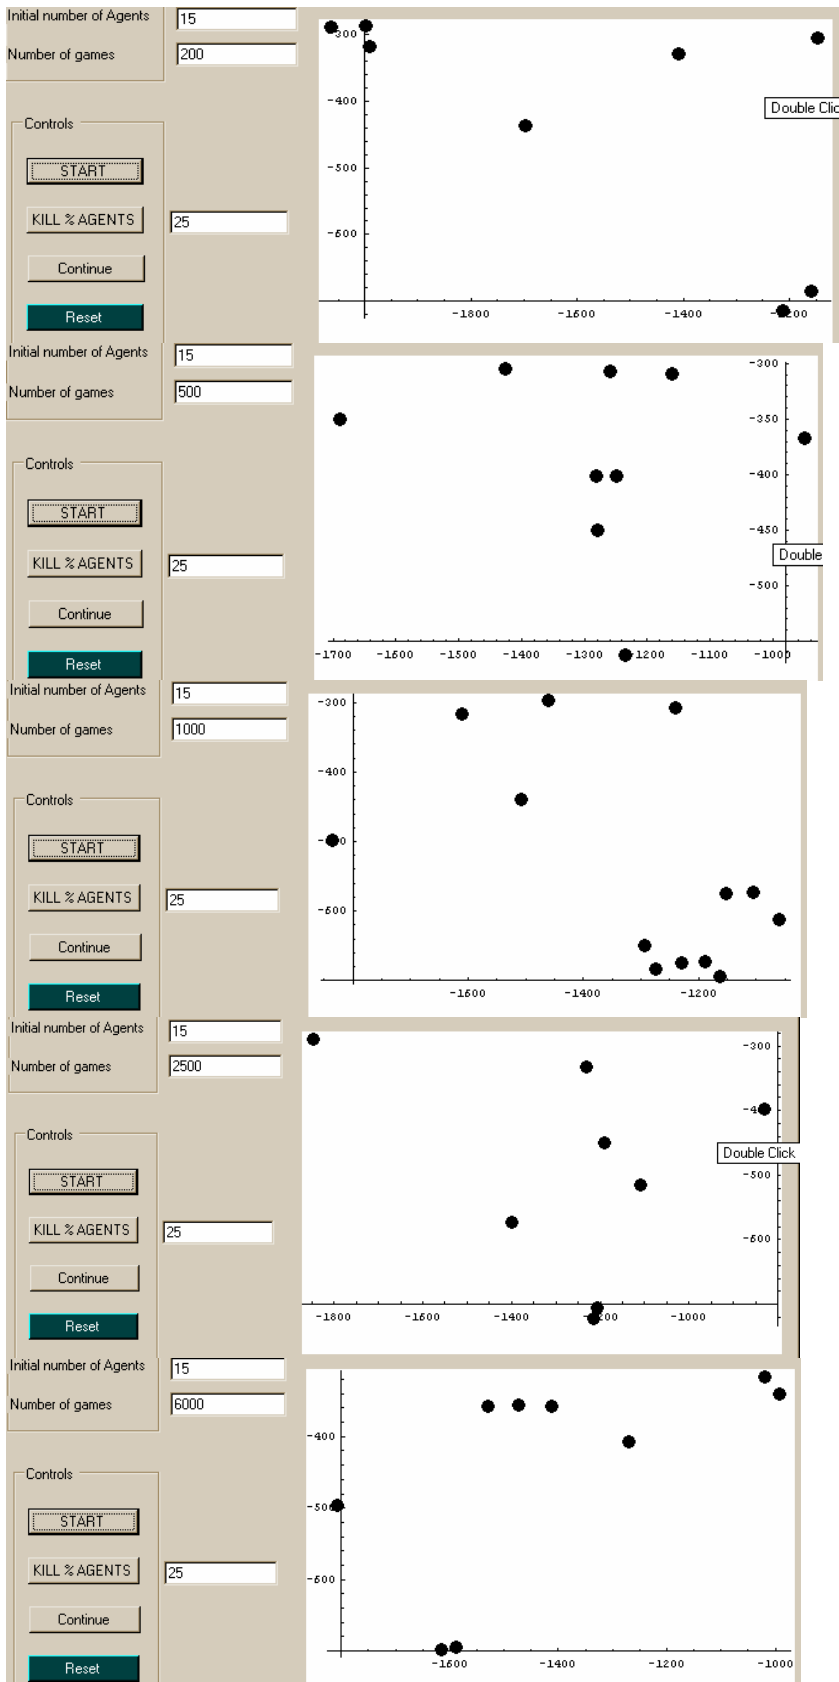 Initial number of Agents 15
Number of games 200
Controls
START
KILL % AGENTS 25
Continue
Reset
-300
-400
-500
-600
-1800 -1600 -1400 -1200
Double Clic
Initial number of Agents 15
Number of games 500
Controls
START
KILL % AGENTS 25
Continue
Reset
-300
-350
-400
-450
Double
-500
-1700 -1600 -1500 -1400 -1300 -1200 -1100 -1000
Initial number of Agents 15
Number of games 1000
Controls
START
KILL % AGENTS 25
Continue
Reset
-300
-400
-500
-600
-1600 -1400 -1200
Initial number of Agents 15
Number of games 2500
Controls
START
KILL % AGENTS 25
Continue
Reset
-300
Double Click
-500
-600
-1800 -1600 -1400 -1200 -1000
Initial number of Agents 15
Number of games 6000
Controls
START
KILL % AGENTS 25
Continue
Reset
-400
-500
-600
-1600 -1400 -1200 -1000